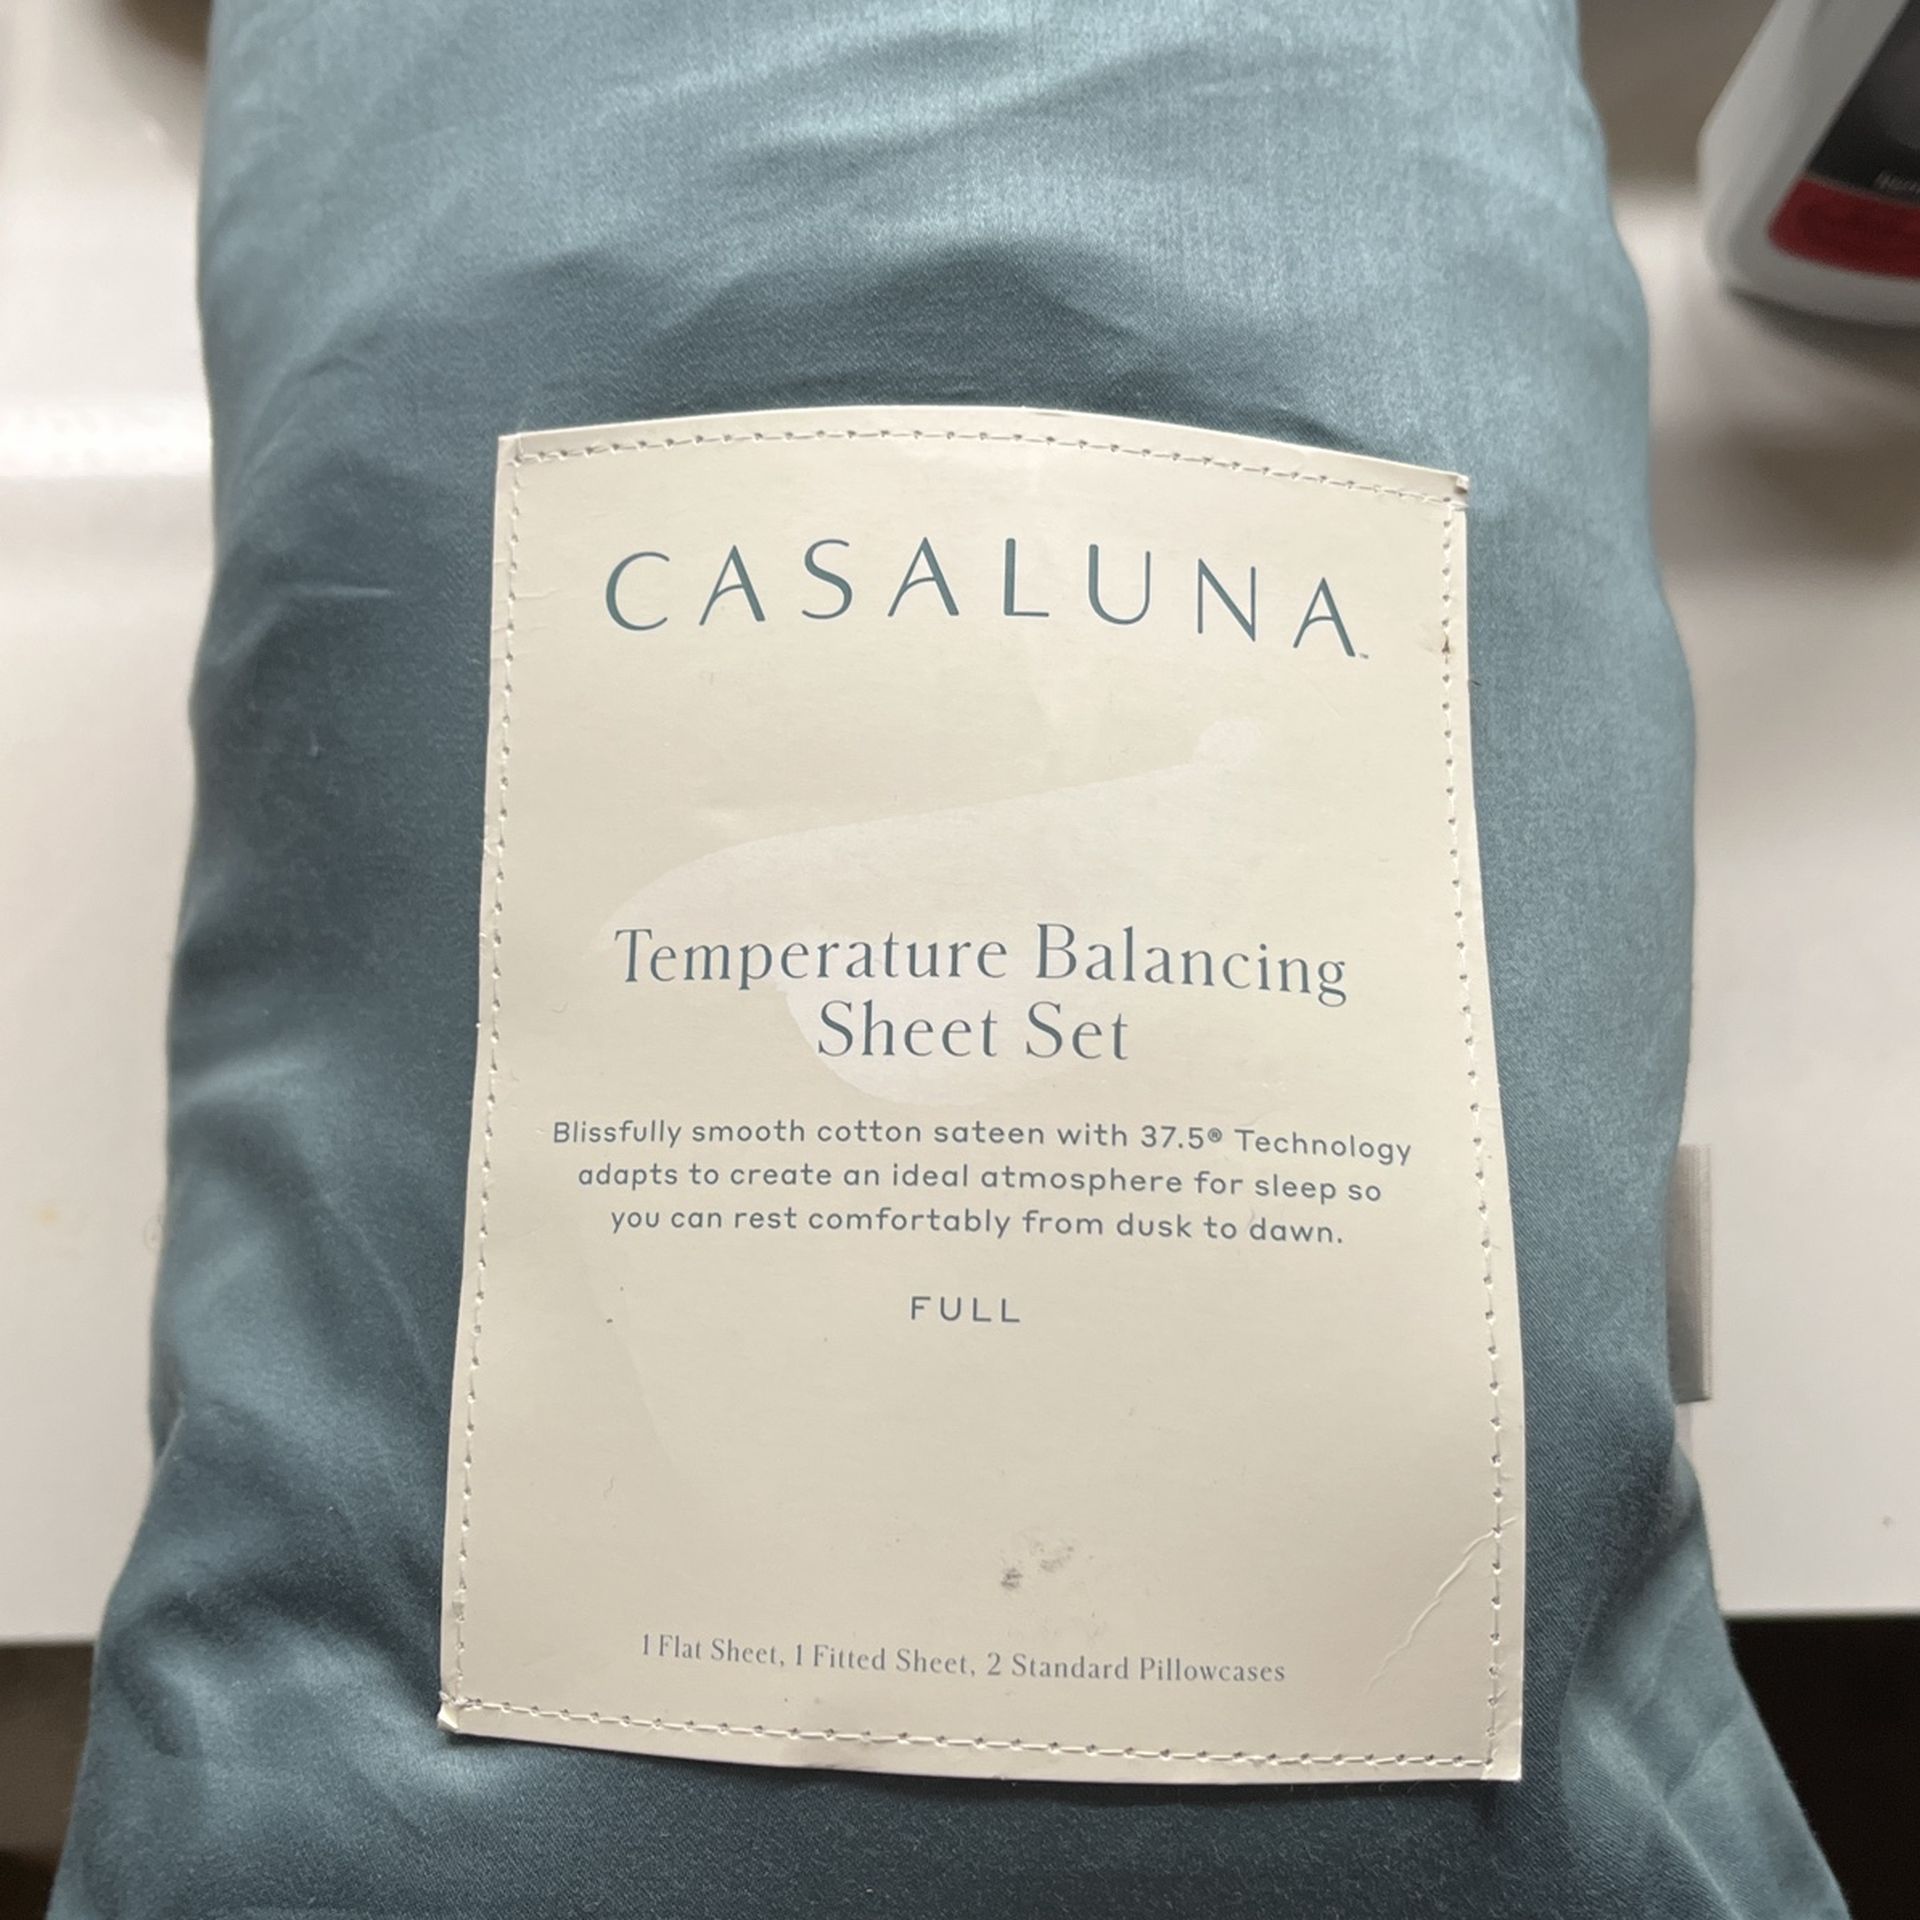 CASALUNA™
Temperature Balancing
Sheet Set
Blissfully smooth cotton sateen with 37.5® Technology
adapts to create an ideal atmosphere for sleep so
you can rest comfortably from dusk to dawn.
FULL
1 Flat Sheet, 1 Fitted Sheet, 2 Standard Pillowcases